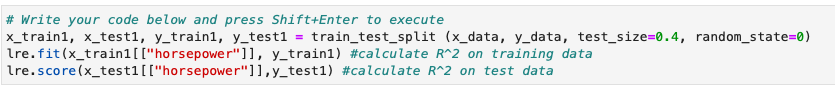 # Write your code below and press Shift+Enter to execute
x_train1, x_test1, y_train1, y_test1 = train_test_split (x_data, y_data, test_size=0.4, random_state=0)
lre.fit(x_train1[["horsepower"]], y_train1) #calculate R^2 on training data
lre.score(x_test1[["horsepower"]],y_test1) #calculate R^2 on test data